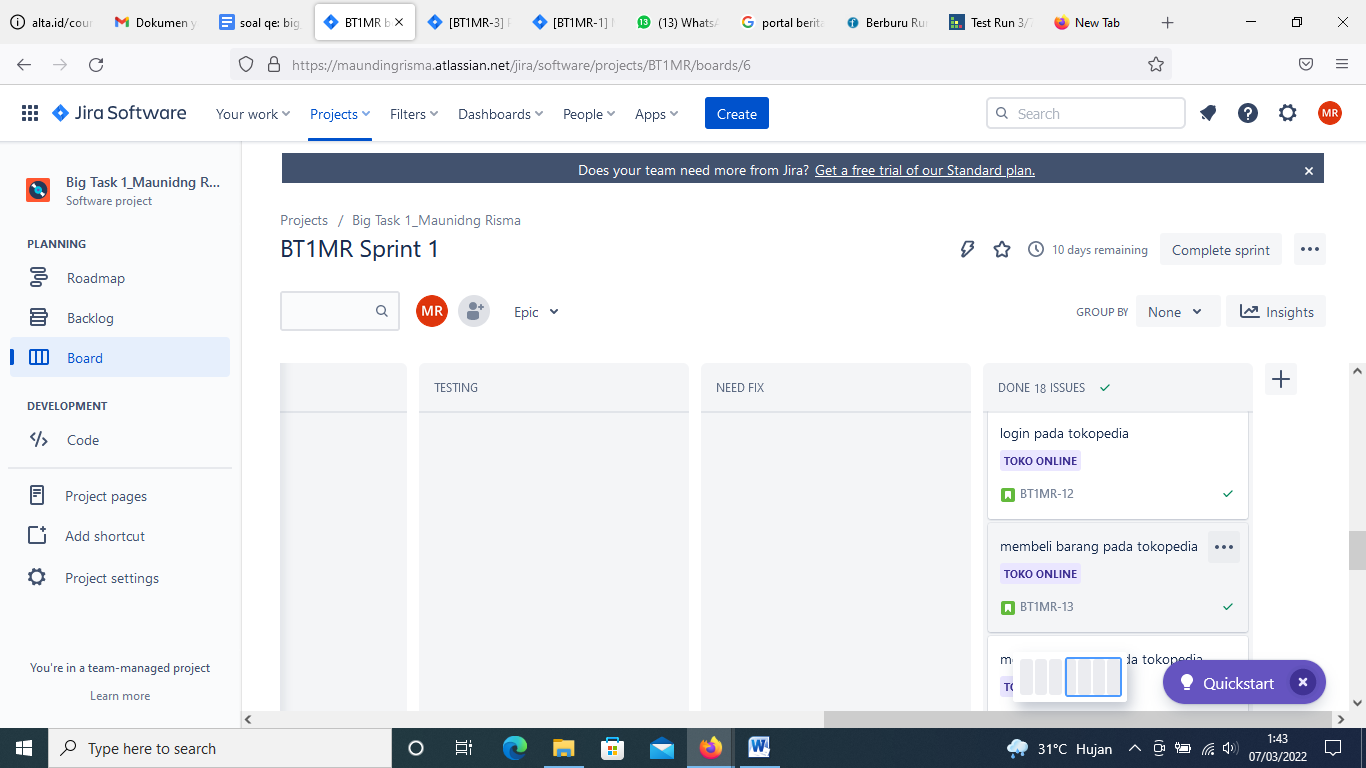 alta.id/cour
Dokumen y
soal qe: big
BT1MR b
[BT1MR-3]
[BT1MR-1]
13
(13) Whats
portal berita
Berburu Ru
Test Run 3/
New Tab
https://maundingrisma.atlassian.net/jira/software/projects/BT1MR/boards/6
Jira Software
Your work
Projects
Filters
Dashboards
People
Apps
Create
Search
MR
Does your team need more from Jira? Get a free trial of our Standard plan.
Big Task 1_Maunidng R...
Software project
PLANNING
Roadmap
Backlog
Board
DEVELOPMENT
Code
Project pages
Add shortcut
Project settings
You're in a team-managed project
Learn more
Projects / Big Task 1_Maunidng Risma
BT1MR Sprint 1
10 days remaining
Complete sprint
MR
Epic
GROUP BY
None
Insights
TESTING
NEED FIX
DONE 18 ISSUES
login pada tokopedia
TOKO ONLINE
BT1MR-12
membeli barang pada tokopedia
TOKO ONLINE
BT1MR-13
da tokopedia
Quickstart
Type here to search
31°C Hujan
1:43
07/03/2022